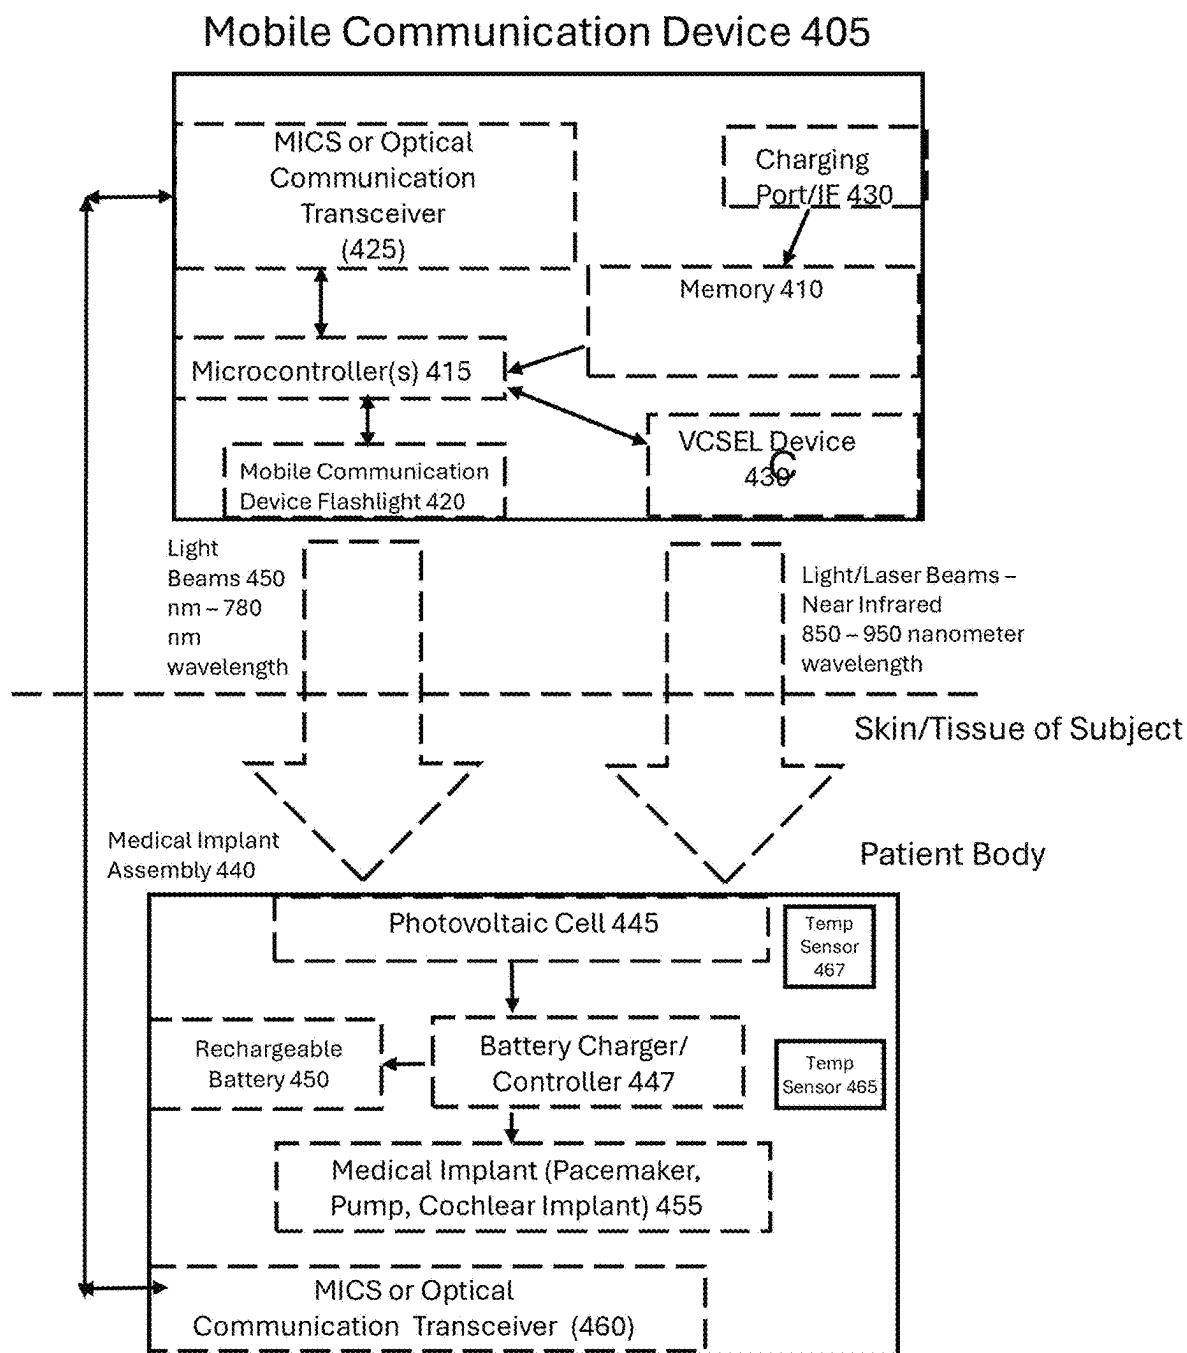 Mobile Communication Device 405
MICS or Optical
Communication
Transceiver
(425)
Charging
Port/IF 430
Memory 410
Microcontroller(s) 415
VCSEL Device
430
C
Mobile Communication
Device Flashlight 420
Light
Beams 450
nm – 780
nm
wavelength
Light/Laser Beams –
Near Infrared
850 – 950 nanometer
wavelength
Skin/Tissue of Subject
Medical Implant
Assembly 440
Patient Body
Photovoltaic Cell 445
Temp
Sensor
467
Rechargeable
Battery 450
Battery Charger/
Controller 447
Temp
Sensor 465
Medical Implant (Pacemaker,
Pump, Cochlear Implant) 455
MICS or Optical
Communication Transceiver (460)